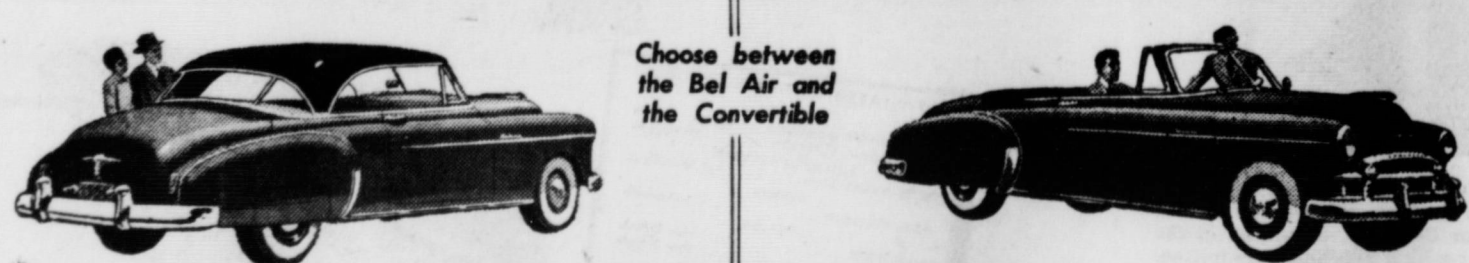 Choose between
the Bel Air and
the Convertible